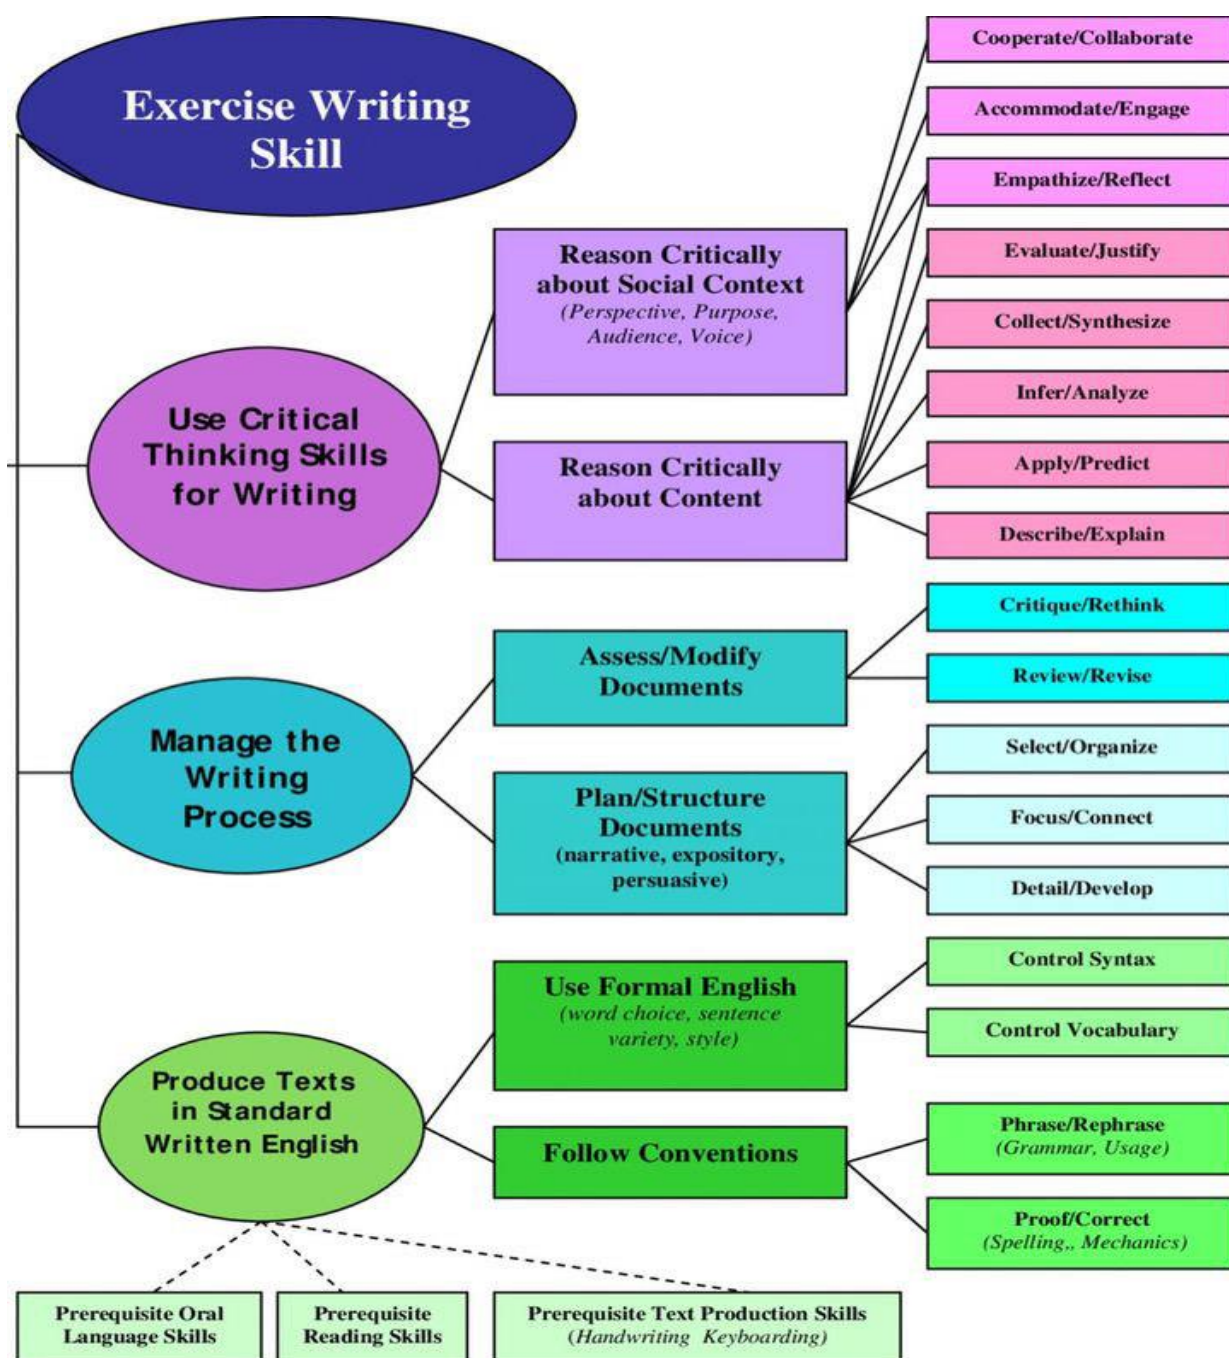 Exercise Writing
Skill
Use Critical
Thinking Skills
for Writing
Reason Critically
about Social Context
(Perspective, Purpose,
Audience, Voice)
Reason Critically
about Content
Cooperate/Collaborate
Accommodate/Engage
Empathize/Reflect
Evaluate/Justify
Collect/Synthesize
Infer/Analyze
Apply/Predict
Describe/Explain
Manage the
Writing
Process
Assess/Modify
Documents
Plan/Structure
Documents
(narrative, expository,
persuasive)
Critique/Rethink
Review/Revise
Select/Organize
Focus/Connect
Detail/Develop
Produce Texts
in Standard
Written English
Use Formal English
(word choice, sentence
variety, style)
Follow Conventions
Control Syntax
Control Vocabulary
Phrase/Rephrase
(Grammar, Usage)
Proof/Correct
(Spelling,, Mechanics)
Prerequisite Oral
Language Skills
Prerequisite
Reading Skills
Prerequisite Text Production Skills
(Handwriting Keyboarding)